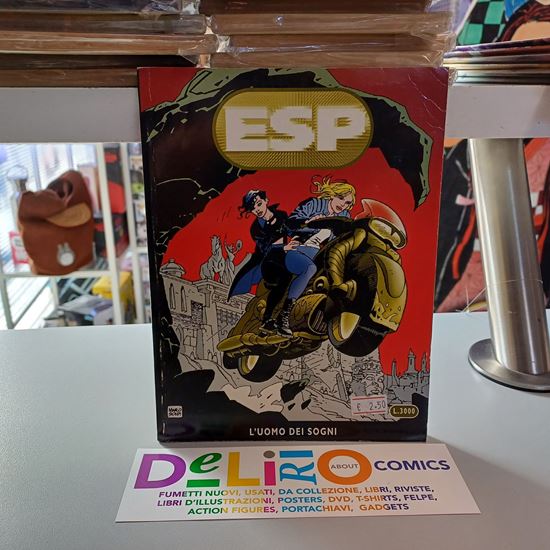 ESP
L.3000
€ 2.50
L'UOMO DEI SOGNI
DeLiRiO ABOUT COMICS
FUMETTI NUOVI, USATI, DA COLLEZIONE, LIBRI, RIVISTE,
LIBRI D'ILLUSTRAZIONI, POSTERS, DVD, T-SHIRTS, FELPE,
ACTION FIGURES, PORTACHIAVI, GADGETS